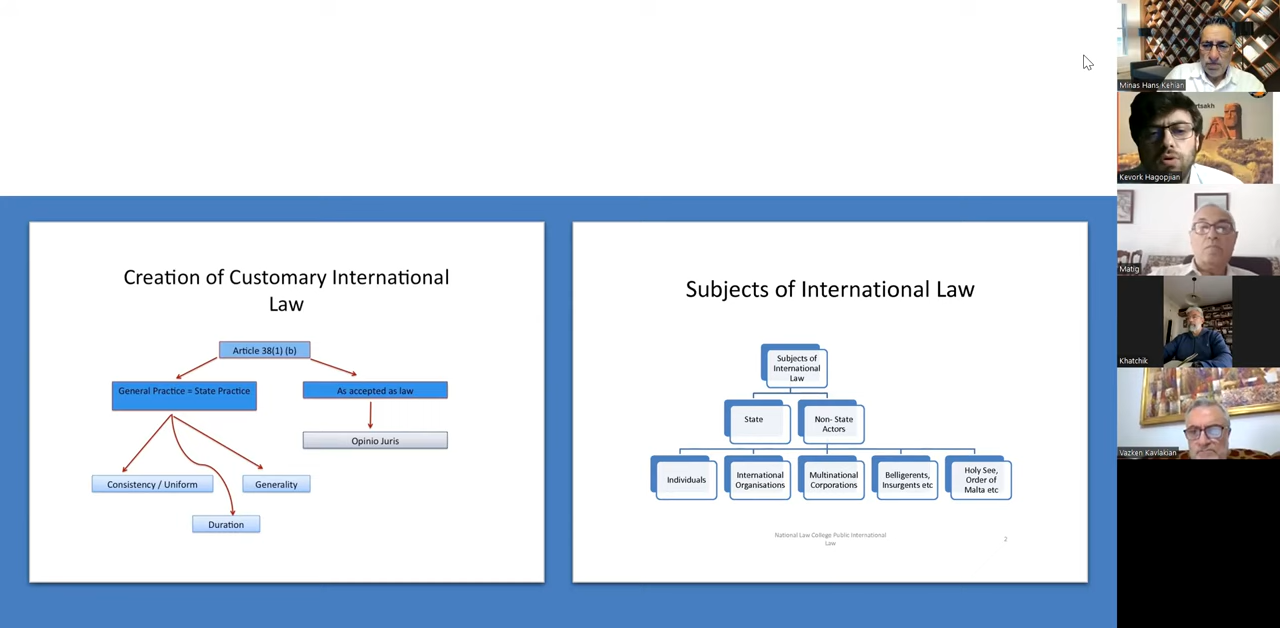 Creation of Customary International
Law
Article 38(1) (b)
General Practice = State Practice
As accepted as law
Opinio Juris
Consistency / Uniform
Generality
Duration
Subjects of International Law
Subjects of
International
Law
State
Non- State
Actors
Individuals
International
Organisations
Multinational
Corporations
Belligerents,
Insurgents etc
Holy See,
Order of
Malta etc
National Law College Public International
Law
2
Minas Hans Kehian
Kevork Hagopjian
Matig
Khatchik
Vazken Kavlakian